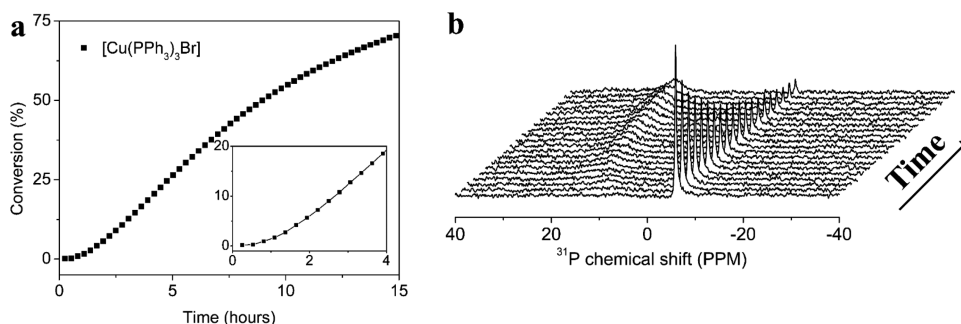 a
[Cu(PPh₃)₃Br]
Conversion (%)
75
50
25
0
0
5
10
15
Time (hours)
20
10
0
0
2
4
b
Time
40
20
0
-20
-40
³¹P chemical shift (PPM)